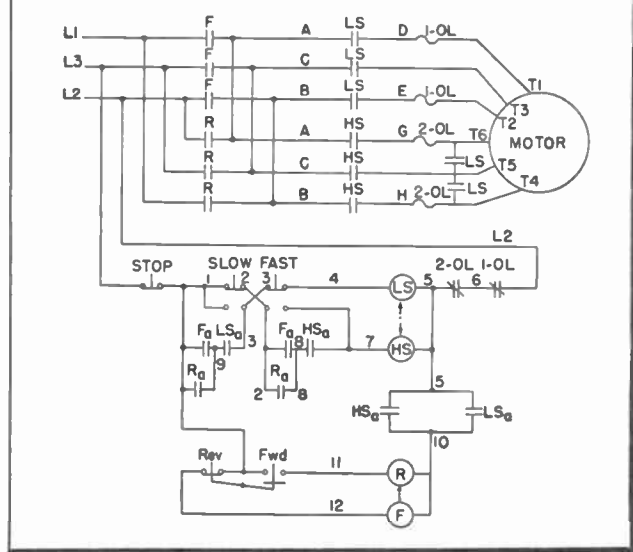 L1 F A LS D 1-OL T1
L3 F C LS T3
L2 F B LS E 1-OL T2
R A HS G 2-OL T6 MOTOR
R C HS LS T5
R B HS H 2-OL LS T4
L2
STOP 1 SLOW 2 3 FAST 4 LS 5 2-OL 6 1-OL
Fa LSa 3 Fa 8 HSa 7 HS
9
Ra 2 Ra 8 5
HSa LSa
10
Rev Fwd 11 R
12 F